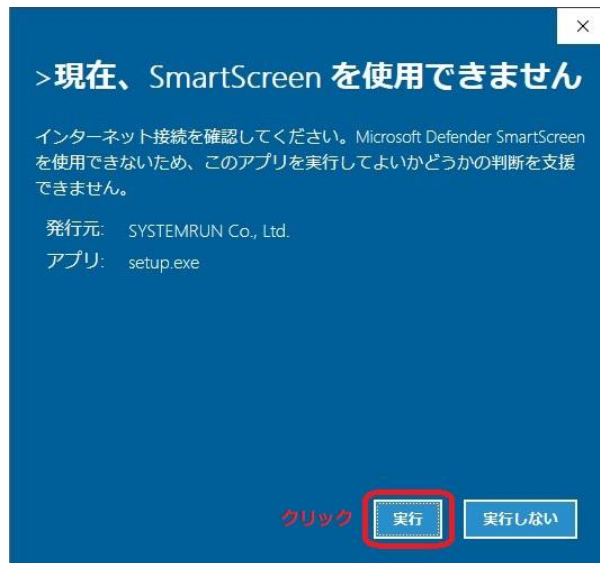 ×
>現在、SmartScreen を使用できません
インターネット接続を確認してください。Microsoft Defender SmartScreen
を使用できないため、このアプリを実行してよいかどうかの判断を支援
できません。
発行元: SYSTEMRUN Co., Ltd.
アプリ: setup.exe
クリック 実行 実行しない